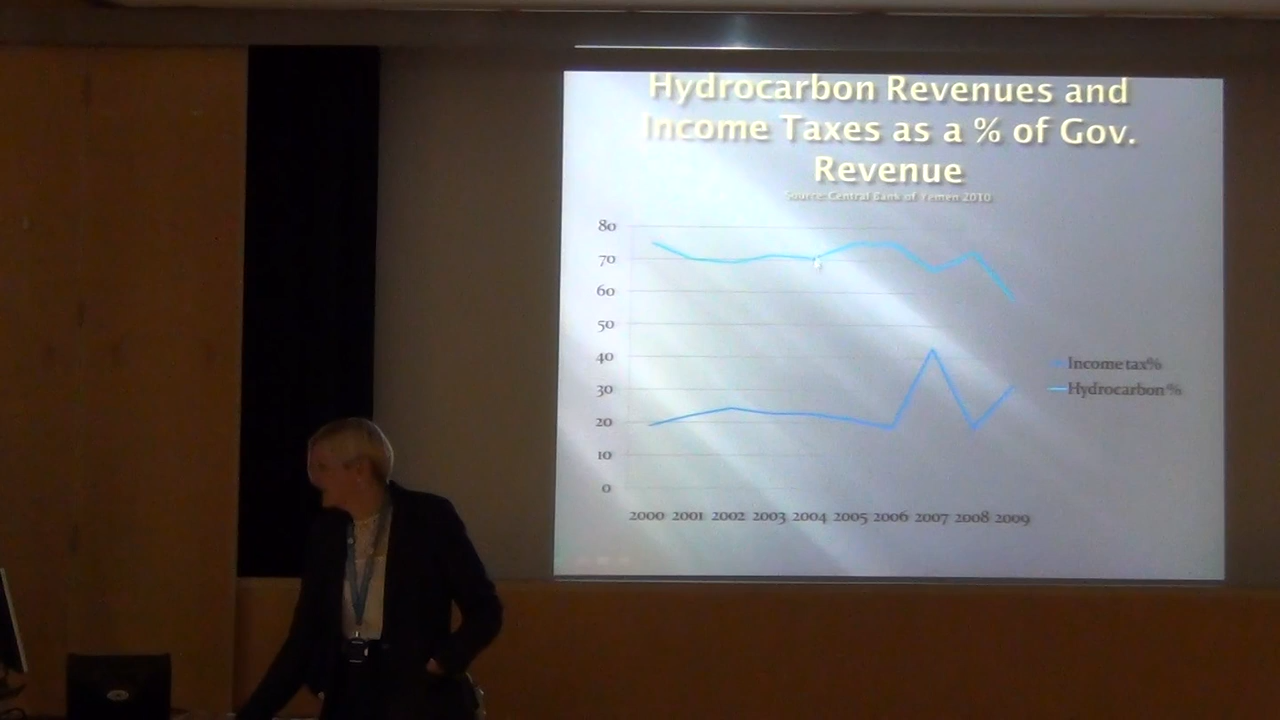 Hydrocarbon Revenues and
Income Taxes as a % of Gov.
Revenue
Source: Central Bank of Yemen 2010
80
70
60
50
40
30
20
10
0
Income tax%
Hydrocarbon %
2000 2001 2002 2003 2004 2005 2006 2007 2008 2009